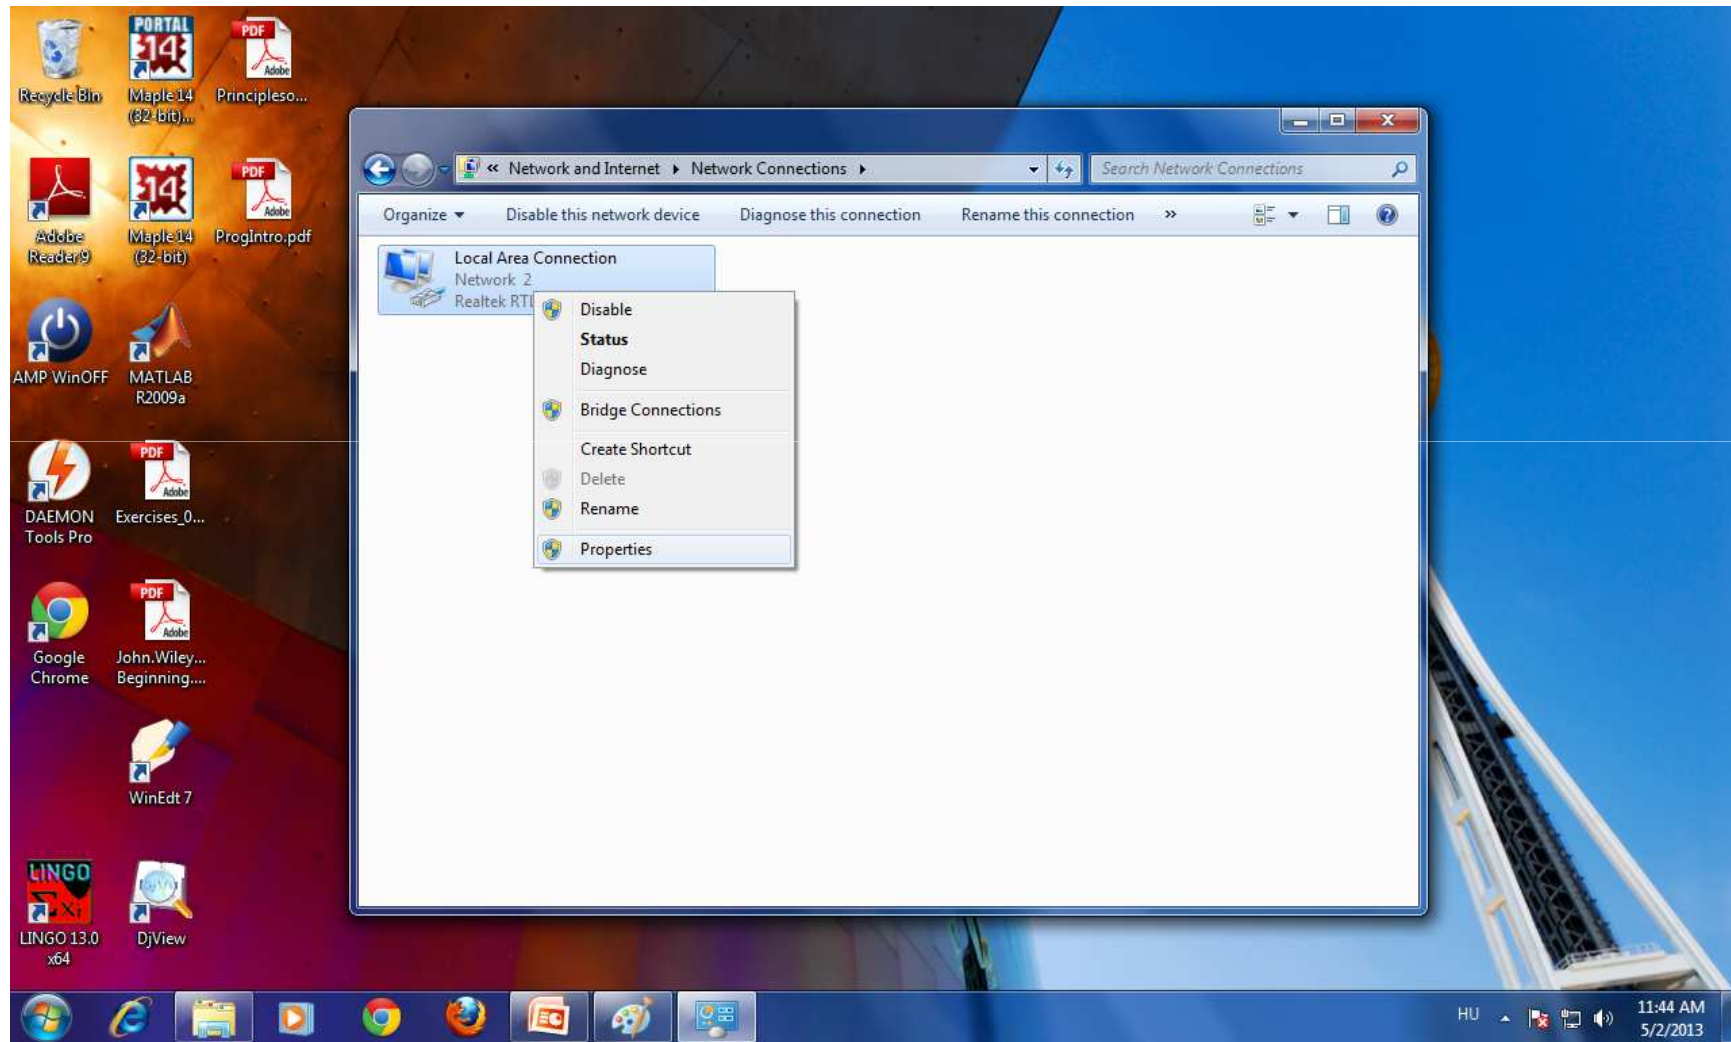 Recycle Bin
PORTAL
14
Maple 14
(32-bit)...
PDF
Adobe
Principleso...
Adobe
Reader 9
14
Maple 14
(32-bit)
PDF
Adobe
ProgIntro.pdf
AMP WinOFF
MATLAB
R2009a
DAEMON
Tools Pro
PDF
Adobe
Exercises_0...
Google
Chrome
PDF
Adobe
John.Wiley...
Beginning....
WinEdt 7
LINGO
LINGO 13.0
x64
DjView
« Network and Internet ▸ Network Connections ▸
Search Network Connections
Organize Disable this network device Diagnose this connection Rename this connection »
Local Area Connection
Network 2
Realtek RTL
Disable
Status
Diagnose
Bridge Connections
Create Shortcut
Delete
Rename
Properties
HU
11:44 AM
5/2/2013